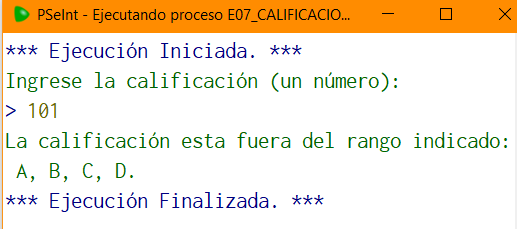 PSeInt - Ejecutando proceso E07_CALIFICACIO...
*** Ejecución Iniciada. ***
Ingrese la calificación (un número):
> 101
La calificación esta fuera del rango indicado:
A, B, C, D.
*** Ejecución Finalizada. ***